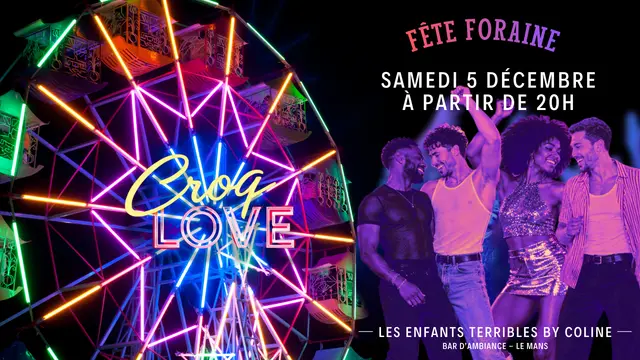 Croq
LOVE
FÊTE FORAINE
SAMEDI 5 DÉCEMBRE
À PARTIR DE 20H
LES ENFANTS TERRIBLES BY COLINE
BAR D'AMBIANCE – LE MANS